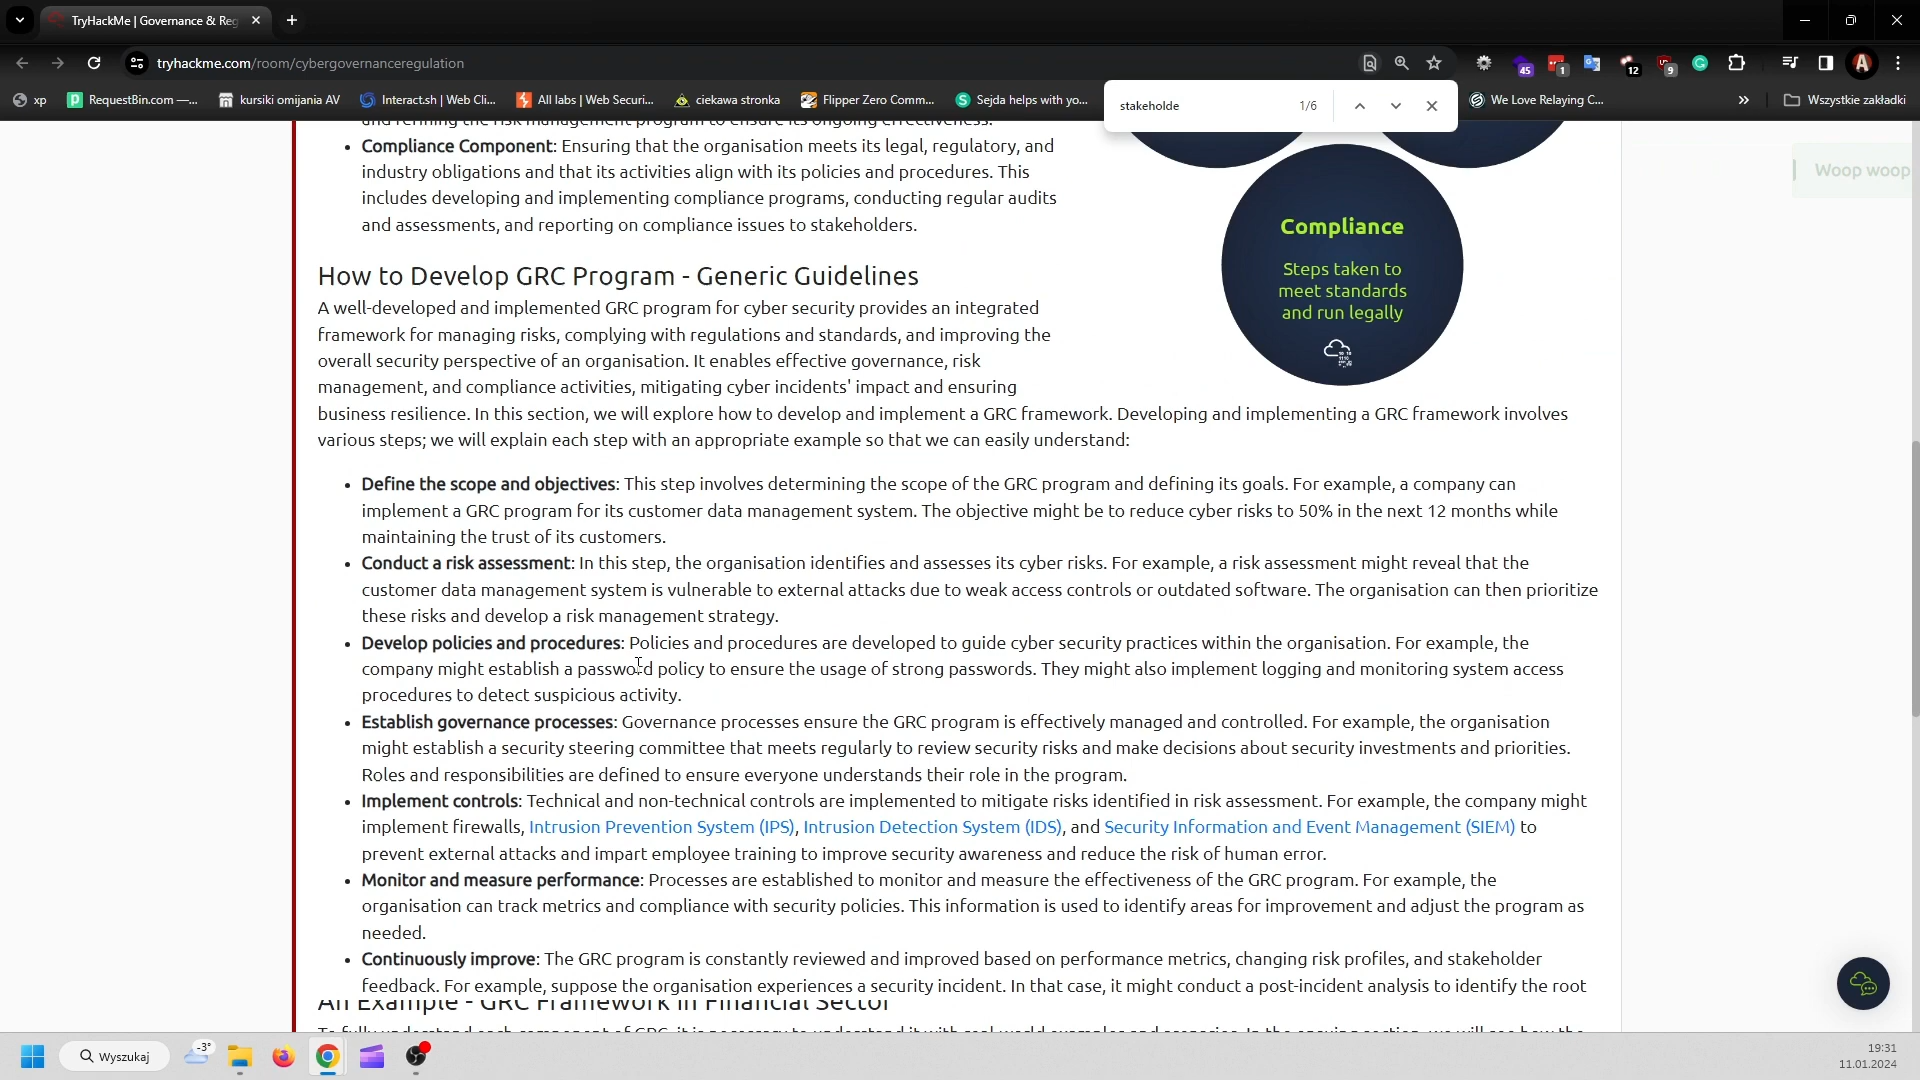 TryHackMe | Governance & Reg
tryhackme.com/room/cybergovernanceregulation
45
1
12
9
A
xp
RequestBin.com —...
kursiki omijania AV
Interact.sh | Web Cli...
All labs | Web Securi...
ciekawa stronka
Flipper Zero Comm...
Sejda helps with yo...
stakeholde
1/6
We Love Relaying C...
Wszystkie zakładki
and refining the risk management program to ensure its ongoing effectiveness.
Compliance Component: Ensuring that the organisation meets its legal, regulatory, and
industry obligations and that its activities align with its policies and procedures. This
includes developing and implementing compliance programs, conducting regular audits
and assessments, and reporting on compliance issues to stakeholders.
Woop woop
Compliance
Steps taken to
meet standards
and run legally
How to Develop GRC Program - Generic Guidelines
A well-developed and implemented GRC program for cyber security provides an integrated
framework for managing risks, complying with regulations and standards, and improving the
overall security perspective of an organisation. It enables effective governance, risk
management, and compliance activities, mitigating cyber incidents' impact and ensuring
business resilience. In this section, we will explore how to develop and implement a GRC framework. Developing and implementing a GRC framework involves
various steps; we will explain each step with an appropriate example so that we can easily understand:
Define the scope and objectives: This step involves determining the scope of the GRC program and defining its goals. For example, a company can
implement a GRC program for its customer data management system. The objective might be to reduce cyber risks to 50% in the next 12 months while
maintaining the trust of its customers.
Conduct a risk assessment: In this step, the organisation identifies and assesses its cyber risks. For example, a risk assessment might reveal that the
customer data management system is vulnerable to external attacks due to weak access controls or outdated software. The organisation can then prioritize
these risks and develop a risk management strategy.
Develop policies and procedures: Policies and procedures are developed to guide cyber security practices within the organisation. For example, the
company might establish a password policy to ensure the usage of strong passwords. They might also implement logging and monitoring system access
procedures to detect suspicious activity.
Establish governance processes: Governance processes ensure the GRC program is effectively managed and controlled. For example, the organisation
might establish a security steering committee that meets regularly to review security risks and make decisions about security investments and priorities.
Roles and responsibilities are defined to ensure everyone understands their role in the program.
Implement controls: Technical and non-technical controls are implemented to mitigate risks identified in risk assessment. For example, the company might
implement firewalls, Intrusion Prevention System (IPS), Intrusion Detection System (IDS), and Security Information and Event Management (SIEM) to
prevent external attacks and impart employee training to improve security awareness and reduce the risk of human error.
Monitor and measure performance: Processes are established to monitor and measure the effectiveness of the GRC program. For example, the
organisation can track metrics and compliance with security policies. This information is used to identify areas for improvement and adjust the program as
needed.
Continuously improve: The GRC program is constantly reviewed and improved based on performance metrics, changing risk profiles, and stakeholder
feedback. For example, suppose the organisation experiences a security incident. In that case, it might conduct a post-incident analysis to identify the root
An Example - GRC Framework in Financial Sector
-3°
Wyszukaj
19:31
11.01.2024